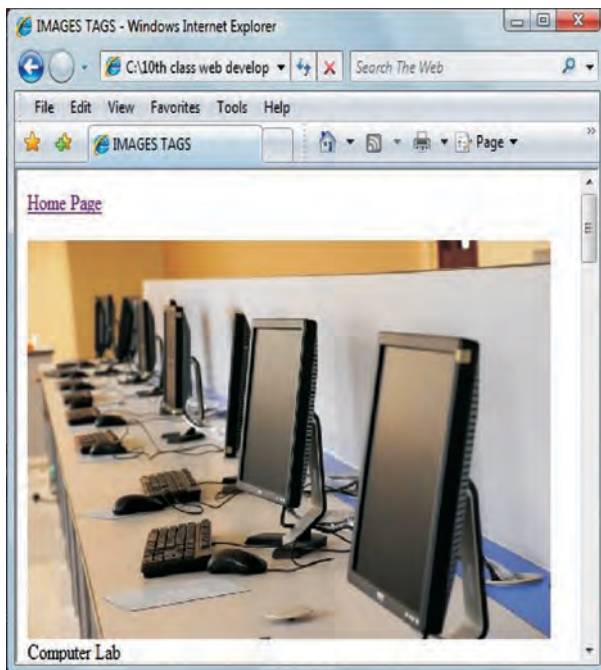 IMAGES TAGS - Windows Internet Explorer
C:\10th class web develop
Search The Web
File Edit View Favorites Tools Help
IMAGES TAGS
Page
Home Page
Computer Lab